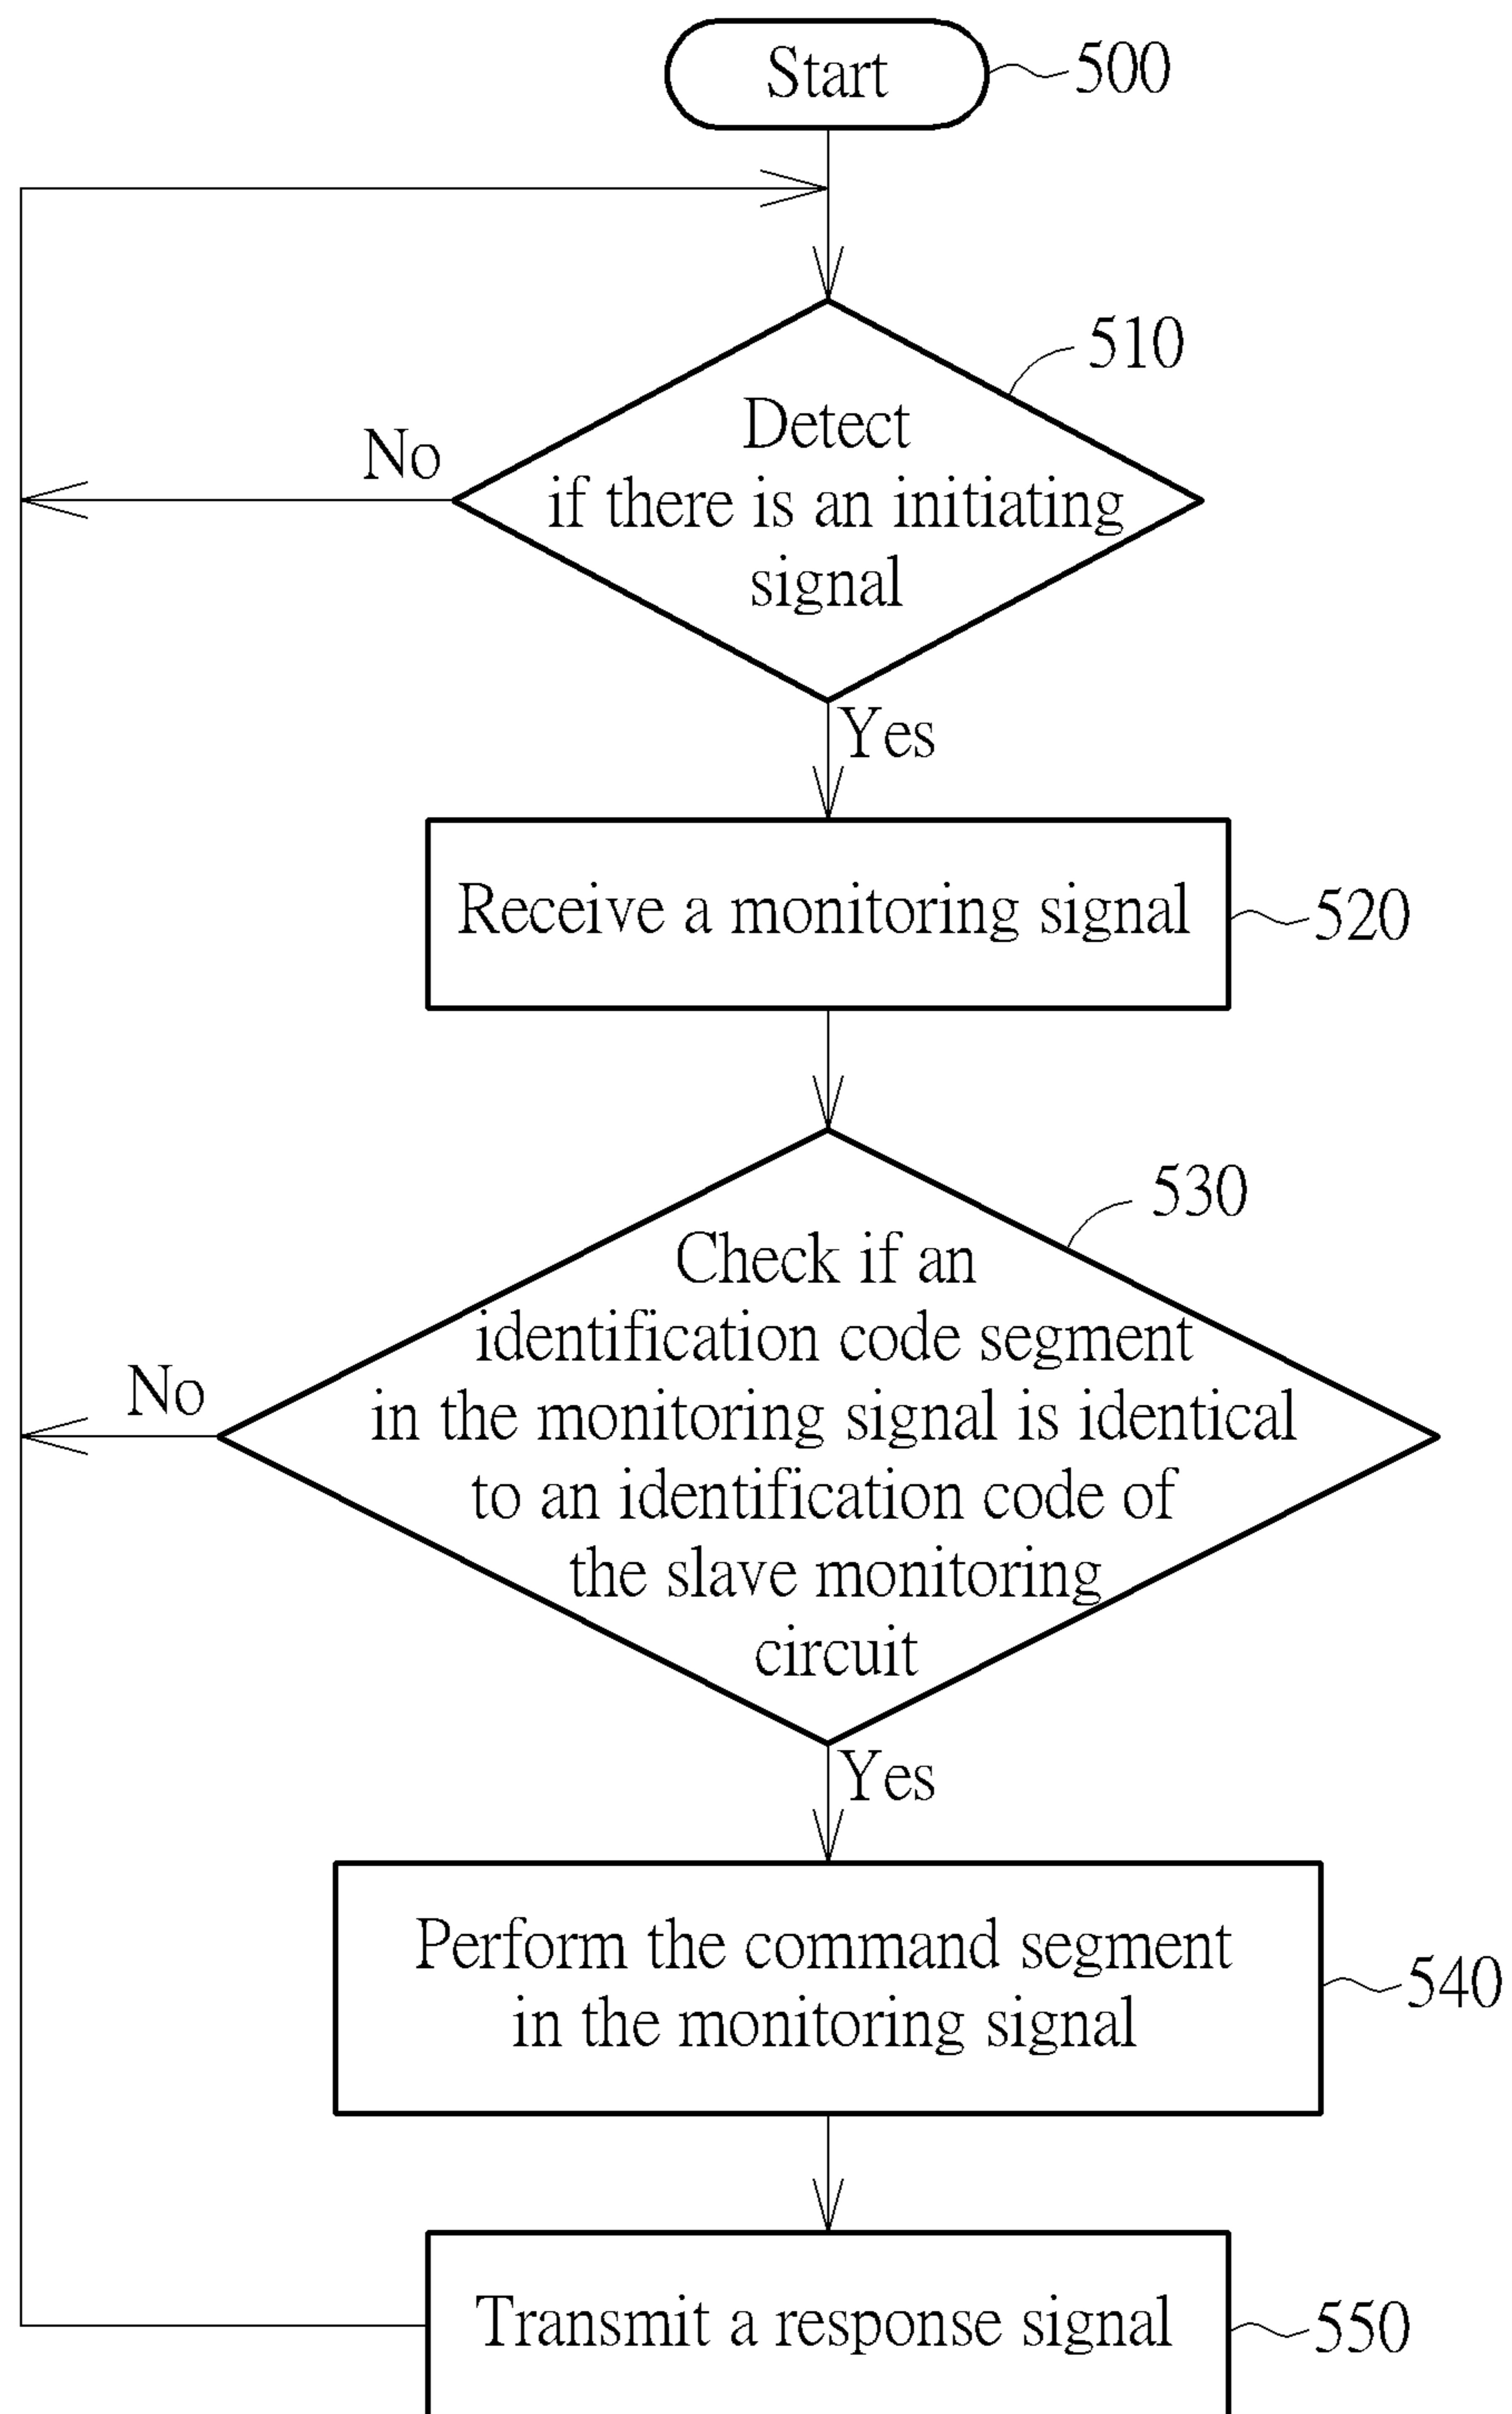 Start
500
510
Detect
if there is an initiating
signal
No
Yes
Receive a monitoring signal
520
530
Check if an
identification code segment
in the monitoring signal is identical
to an identification code of
the slave monitoring
circuit
No
Yes
Perform the command segment
in the monitoring signal
540
Transmit a response signal
550